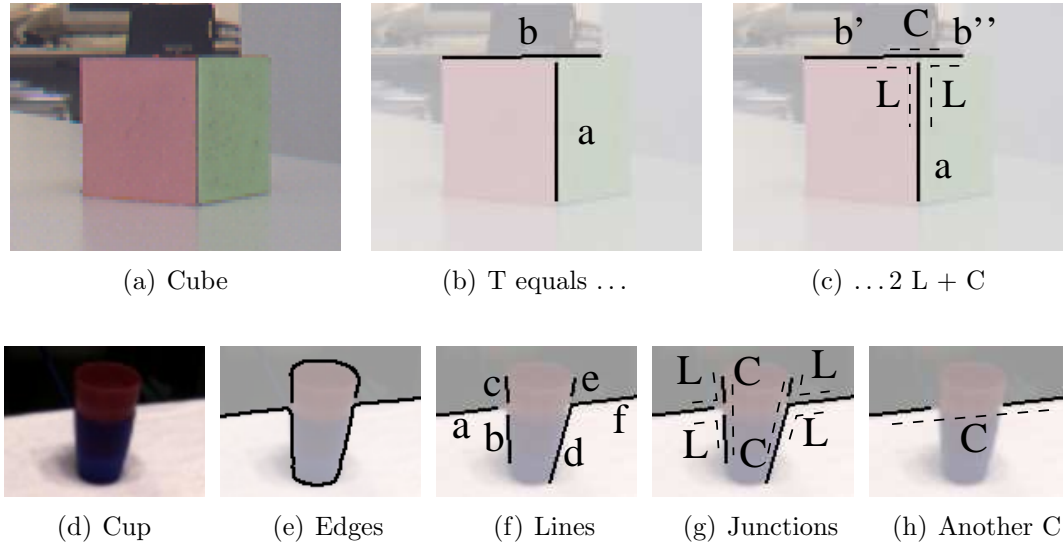 b
a
b’ C b’’
L L
a
(a) Cube (b) T equals ... (c) ...2 L + C
c e
a b d f
L C L
L C L
C
(d) Cup (e) Edges (f) Lines (g) Junctions (h) Another C